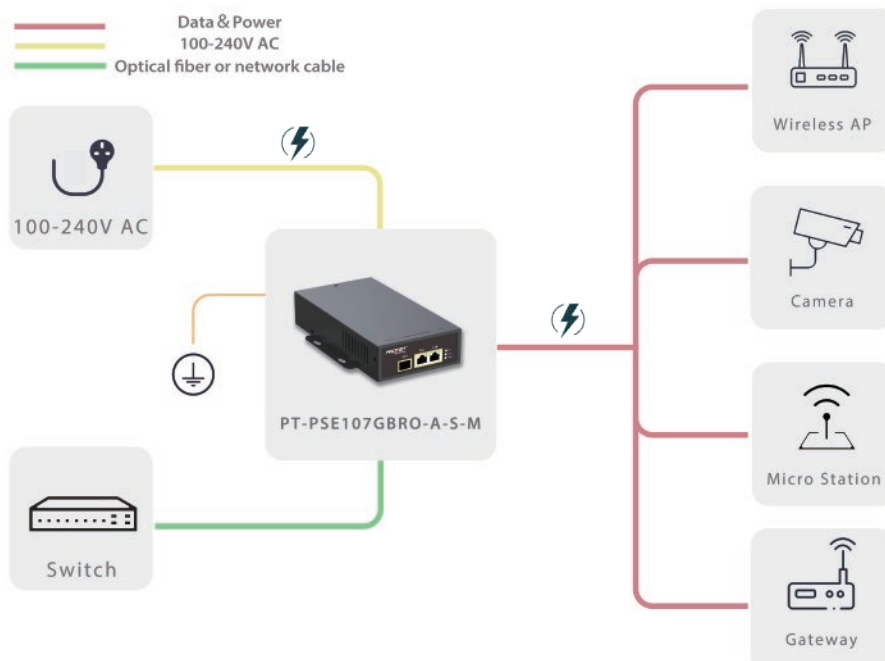 Data & Power
100-240V AC
Optical fiber or network cable
100-240V AC
Wireless AP
Camera
PT-PSE107GBRO-A-S-M
Micro Station
Switch
Gateway